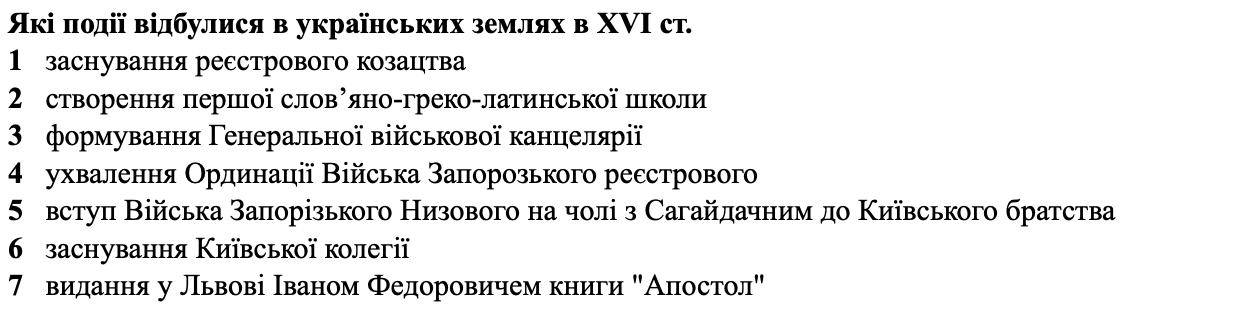 Які події відбулися в українських землях в XVI ст.
1 заснування реєстрового козацтва
2 створення першої слов’яно-греко-латинської школи
3 формування Генеральної військової канцелярії
4 ухвалення Ординації Війська Запорозького реєстрового
5 вступ Війська Запорізького Низового на чолі з Сагайдачним до Київського братства
6 заснування Київської колегії
7 видання у Львові Іваном Федоровичем книги "Апостол"